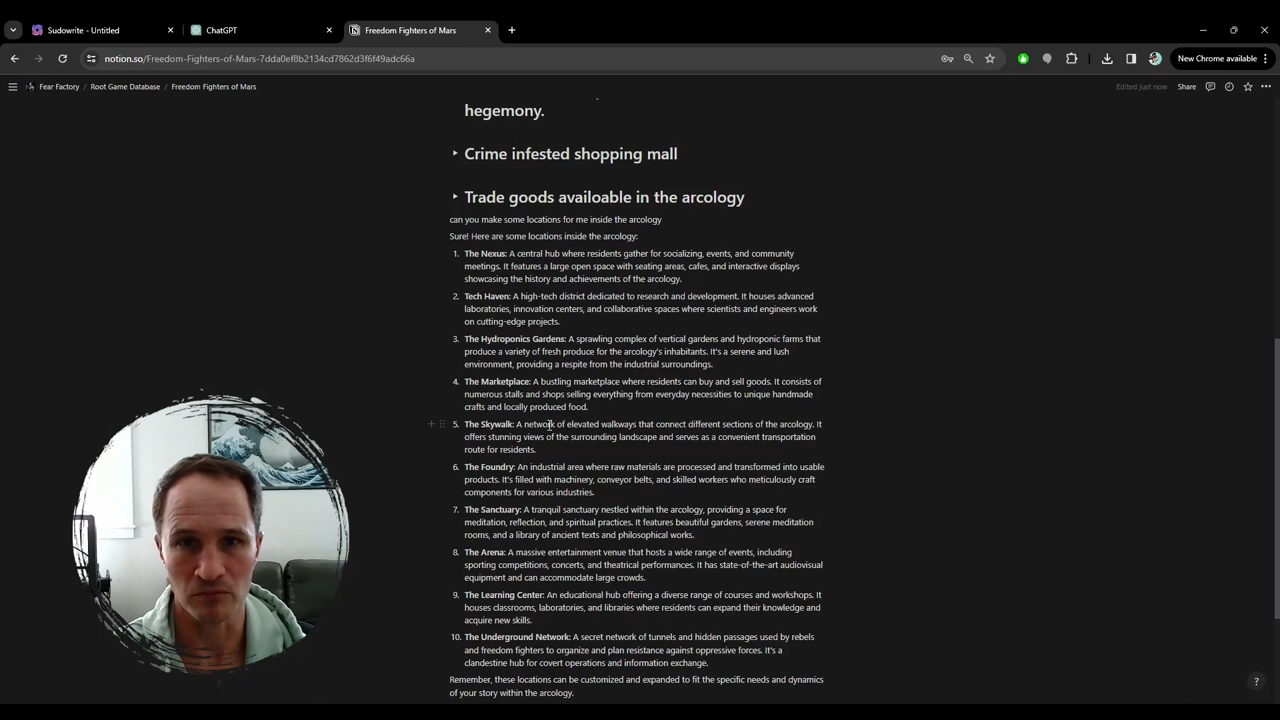 Sudowrite - Untitled
ChatGPT
Freedom Fighters of Mars
notion.so/Freedom-Fighters-of-Mars-7dda0ef8b2134cd7862d3f6f49adc66a
New Chrome available
Fear Factory / Root Game Database / Freedom Fighters of Mars
Edited just now
Share
hegemony.
Crime infested shopping mall
Trade goods availoable in the arcology
can you make some locations for me inside the arcology
Sure! Here are some locations inside the arcology:
1. The Nexus: A central hub where residents gather for socializing, events, and community
meetings. It features a large open space with seating areas, cafes, and interactive displays
showcasing the history and achievements of the arcology.
2. Tech Haven: A high-tech district dedicated to research and development. It houses advanced
laboratories, innovation centers, and collaborative spaces where scientists and engineers work
on cutting-edge projects.
3. The Hydroponics Gardens: A sprawling complex of vertical gardens and hydroponic farms that
produce a variety of fresh produce for the arcology's inhabitants. It's a serene and lush
environment, providing a respite from the industrial surroundings.
4. The Marketplace: A bustling marketplace where residents can buy and sell goods. It consists of
numerous stalls and shops selling everything from everyday necessities to unique handmade
crafts and locally produced food.
5. The Skywalk: A network of elevated walkways that connect different sections of the arcology. It
offers stunning views of the surrounding landscape and serves as a convenient transportation
route for residents.
6. The Foundry: An industrial area where raw materials are processed and transformed into usable
products. It's filled with machinery, conveyor belts, and skilled workers who meticulously craft
components for various industries.
7. The Sanctuary: A tranquil sanctuary nestled within the arcology, providing a space for
meditation, reflection, and spiritual practices. It features beautiful gardens, serene meditation
rooms, and a library of ancient texts and philosophical works.
8. The Arena: A massive entertainment venue that hosts a wide range of events, including
sporting competitions, concerts, and theatrical performances. It has state-of-the-art audiovisual
equipment and can accommodate large crowds.
9. The Learning Center: An educational hub offering a diverse range of courses and workshops. It
houses classrooms, laboratories, and libraries where residents can expand their knowledge and
acquire new skills.
10. The Underground Network: A secret network of tunnels and hidden passages used by rebels
and freedom fighters to organize and plan resistance against oppressive forces. It's a
clandestine hub for covert operations and information exchange.
Remember, these locations can be customized and expanded to fit the specific needs and dynamics
of your story within the arcology.
?